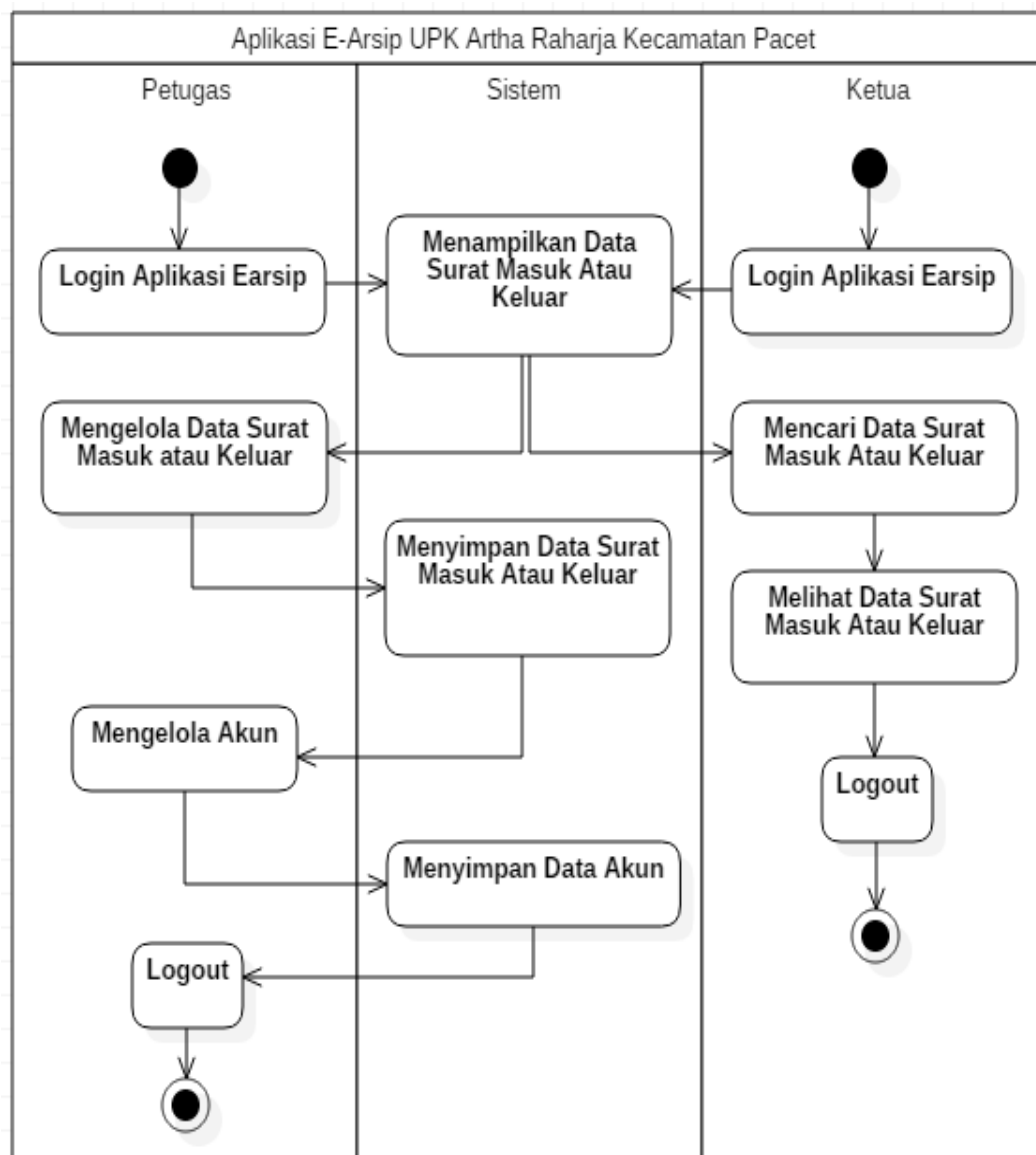 Aplikasi E-Arsip UPK Artha Raharja Kecamatan Pacet
Petugas
Sistem
Ketua
Login Aplikasi Earsip
Menampilkan Data
Surat Masuk Atau
Keluar
Login Aplikasi Earsip
Mengelola Data Surat
Masuk atau Keluar
Mencari Data Surat
Masuk Atau Keluar
Menyimpan Data Surat
Masuk Atau Keluar
Melihat Data Surat
Masuk Atau Keluar
Mengelola Akun
Logout
Menyimpan Data Akun
Logout